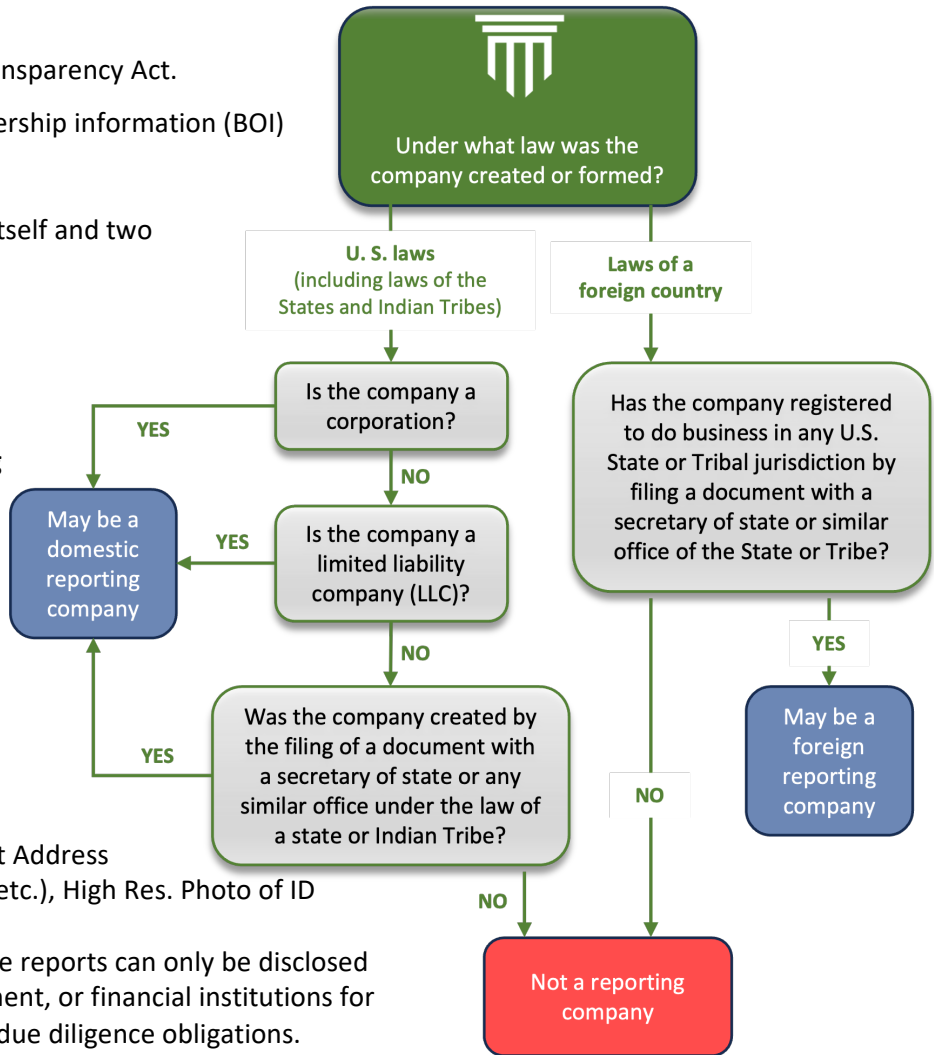 nsparency Act.
ership information (BOI)
tself and two
t Address
etc.), High Res. Photo of ID
e reports can only be disclosed
ment, or financial institutions for
due diligence obligations.
Under what law was the
company created or formed?
U. S. laws
(including laws of the
States and Indian Tribes)
Laws of a
foreign country
Is the company a
corporation?
YES
NO
Has the company registered
to do business in any U.S.
State or Tribal jurisdiction by
filing a document with a
secretary of state or similar
office of the State or Tribe?
May be a
domestic
reporting
company
YES
Is the company a
limited liability
company (LLC)?
NO
YES
Was the company created by
the filing of a document with
a secretary of state or any
similar office under the law of
a state or Indian Tribe?
YES
May be a
foreign
reporting
company
NO
NO
Not a reporting
company